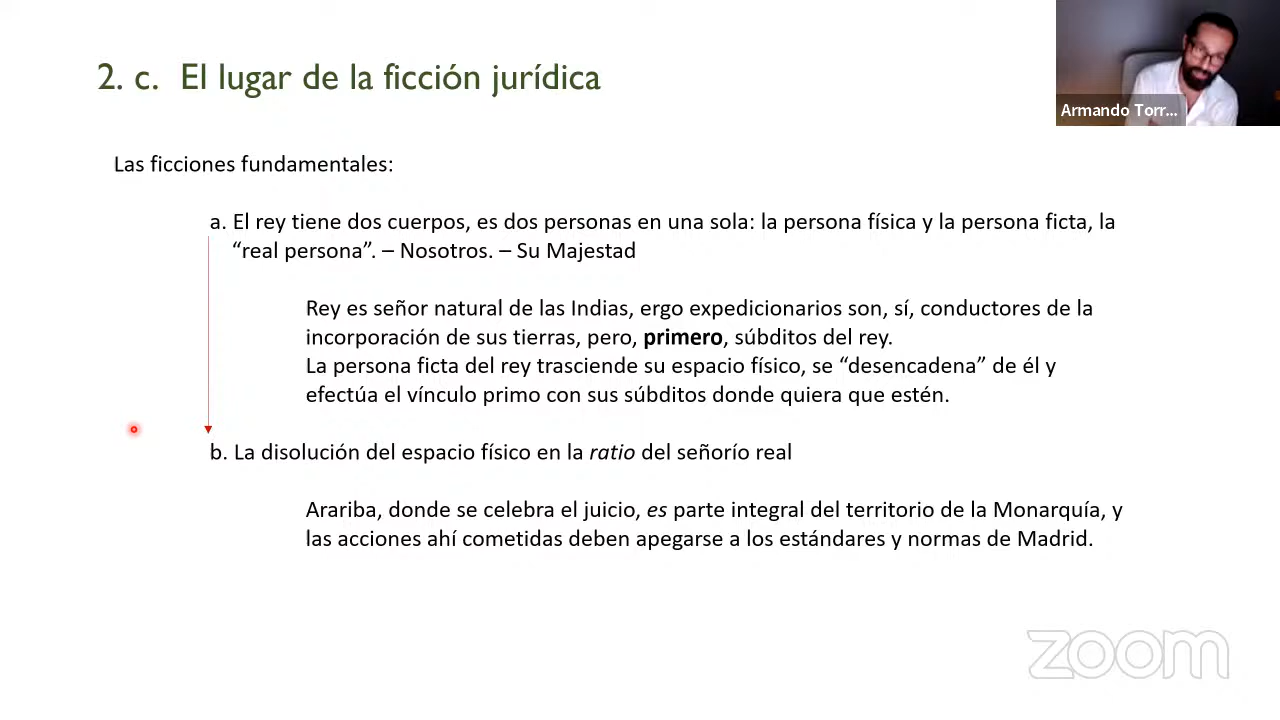 2. c. El lugar de la ficción jurídica
Armando Torr...
Las ficciones fundamentales:
a. El rey tiene dos cuerpos, es dos personas en una sola: la persona física y la persona ficta, la
“real persona”. – Nosotros. – Su Majestad
Rey es señor natural de las Indias, ergo expedicionarios son, sí, conductores de la
incorporación de sus tierras, pero, primero, súbditos del rey.
La persona ficta del rey trasciende su espacio físico, se “desencadena” de él y
efectúa el vínculo primo con sus súbditos donde quiera que estén.
b. La disolución del espacio físico en la ratio del señorío real
Arariba, donde se celebra el juicio, es parte integral del territorio de la Monarquía, y
las acciones ahí cometidas deben apegarse a los estándares y normas de Madrid.
zoom